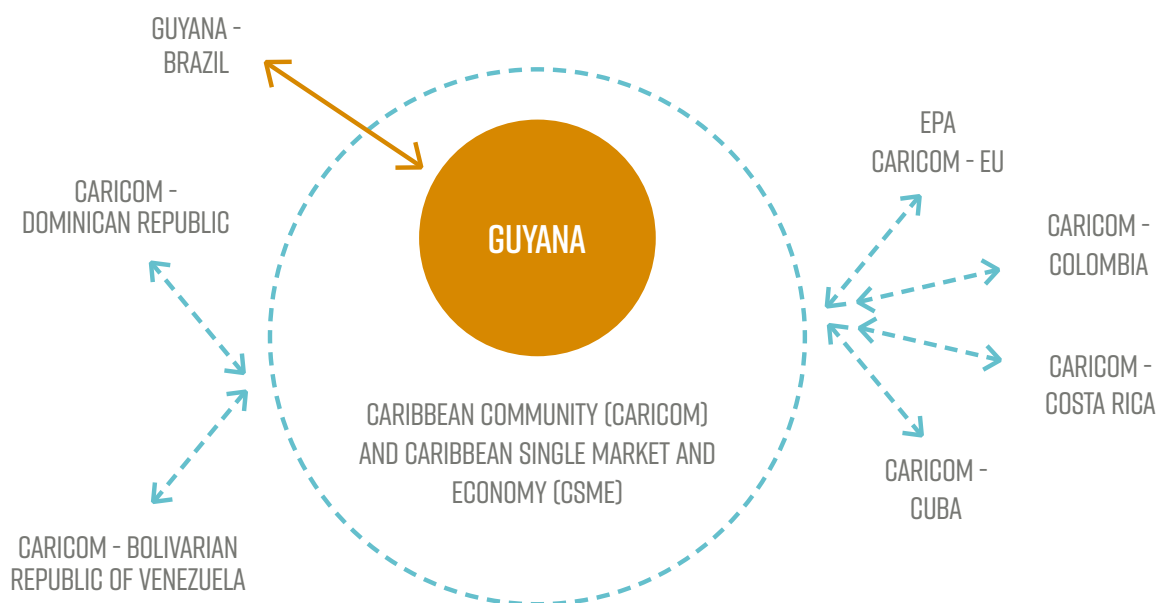 GUYANA -
BRAZIL
CARICOM -
DOMINICAN REPUBLIC
CARICOM - BOLIVARIAN
REPUBLIC OF VENEZUELA
GUYANA
CARIBBEAN COMMUNITY (CARICOM)
AND CARIBBEAN SINGLE MARKET AND
ECONOMY (CSME)
EPA
CARICOM - EU
CARICOM -
COLOMBIA
CARICOM -
COSTA RICA
CARICOM -
CUBA